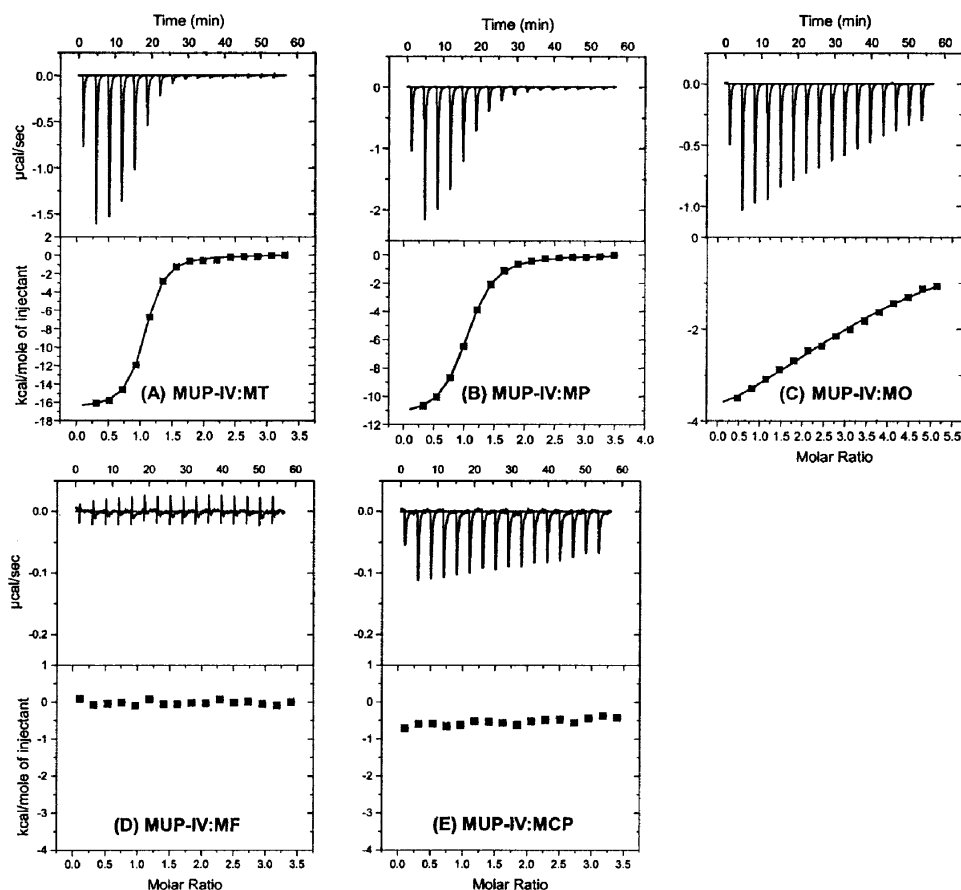 Time (min) Time (min) Time (min)
0 10 20 30 40 50 60 0 10 20 30 40 50 60 0 10 20 30 40 50 60
µcal/sec
0.0
-0.5
-1.0
-1.5
2
0
-1
-2
0.0
-0.5
-1.0
0
kcal/mole of injectant
0
-2
-4
-6
-8
-10
-12
-14
-16
-18
(A) MUP-IV:MT
0.0 0.5 1.0 1.5 2.0 2.5 3.0 3.5
0
-2
-4
-6
-8
-10
-12
(B) MUP-IV:MP
0.0 0.5 1.0 1.5 2.0 2.5 3.0 3.5 4.0
-2
-4
(C) MUP-IV:MO
0.0 0.5 1.0 1.5 2.0 2.5 3.0 3.5 4.0 4.5 5.0 5.5
Molar Ratio
0 10 20 30 40 50 60 0 10 20 30 40 50 60
µcal/sec
0.0
-0.1
-0.2
1
0.0
-0.1
-0.2
1
kcal/mole of injectant
0
-1
-2
-3
-4
(D) MUP-IV:MF
0.0 0.5 1.0 1.5 2.0 2.5 3.0 3.5
Molar Ratio
0
-1
-2
-3
-4
(E) MUP-IV:MCP
0.0 0.5 1.0 1.5 2.0 2.5 3.0 3.5
Molar Ratio